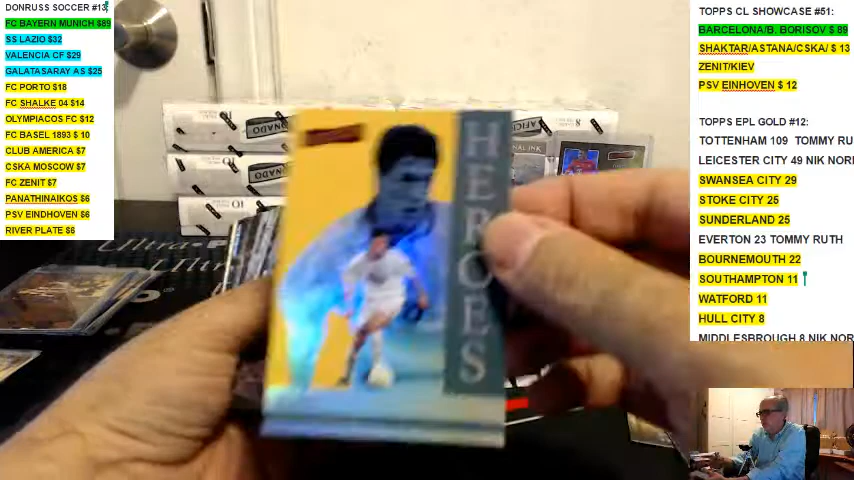 DONRUSS SOCCER #13
FC BAYERN MUNICH $89
SS LAZIO $32
VALENCIA CF $29
GALATASARAY AS $25
FC PORTO $18
FC SHALKE 04 $14
OLYMPIACOS FC $12
FC BASEL 1893 $ 10
CLUB AMERICA $7
CSKA MOSCOW $7
FC ZENIT $7
PANATHINAIKOS $6
PSV EINDHOVEN $6
RIVER PLATE $6
HEROES
TOPPS CL SHOWCASE #51:
BARCELONA/B. BORISOV $ 89
SHAKTAR/ASTANA/CSKA/ $ 13
ZENIT/KIEV
PSV EINHOVEN $ 12
TOPPS EPL GOLD #12:
TOTTENHAM 109 TOMMY RU
LEICESTER CITY 49 NIK NOR
SWANSEA CITY 29
STOKE CITY 25
SUNDERLAND 25
EVERTON 23 TOMMY RUTH
BOURNEMOUTH 22
SOUTHAMPTON 11
WATFORD 11
HULL CITY 8
MIDDLESBROUGH 8 NIK NOR